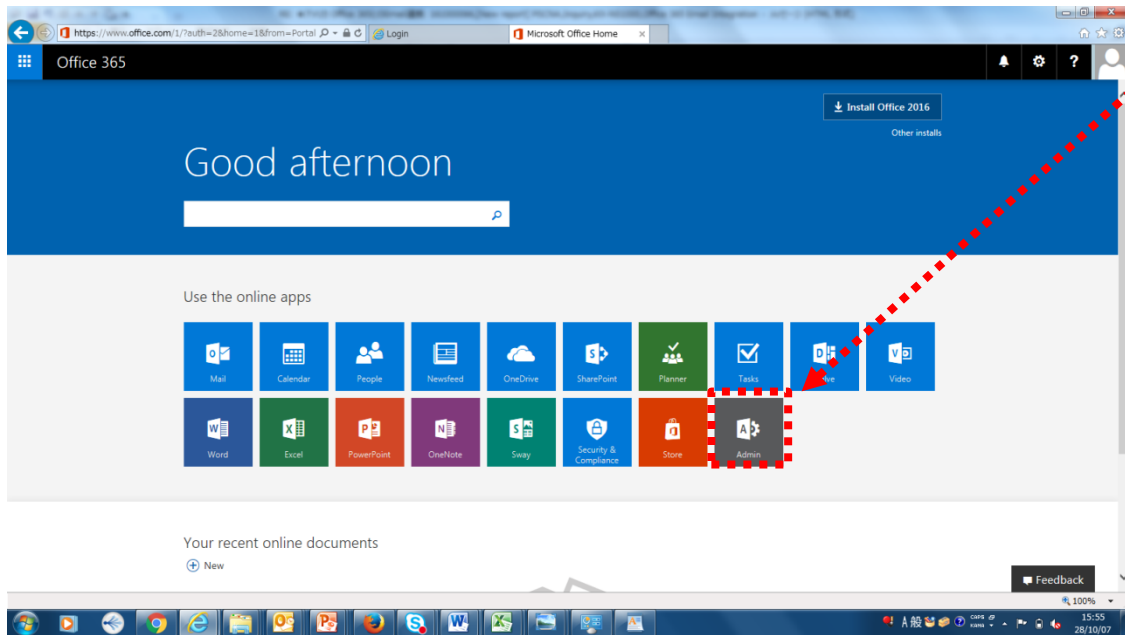 https://www.office.com/1/?auth=2&home=1&from=Portal
Login
Microsoft Office Home
Office 365
?
Install Office 2016
Other installs
Good afternoon
Use the online apps
Mail
Calendar
People
Newsfeed
OneDrive
SharePoint
Planner
Tasks
Video
Word
Excel
PowerPoint
OneNote
Sway
Security & Compliance
Store
Admin
Your recent online documents
New
Feedback
100%
A 般
CAPS
KANA
15:55
28/10/07